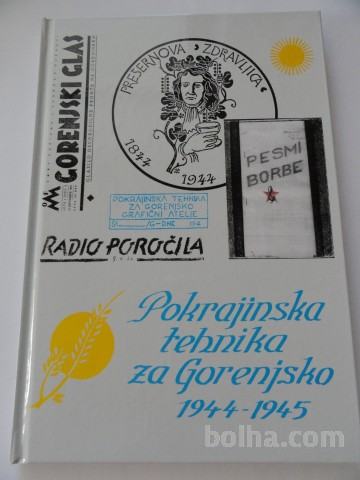 GORENJSKI GLAS
PREŠERNOVA ZDRAVLJICA
1844
1944
PESMI
BORBE
POKRAJINSKA TEHNIKA
ZA GORENJSKO
GRAFIČNI ATELJE
RADIO POROČILA
Pokrajinska
tehnika
za Gorenjsko
1944-1945
bolha.com